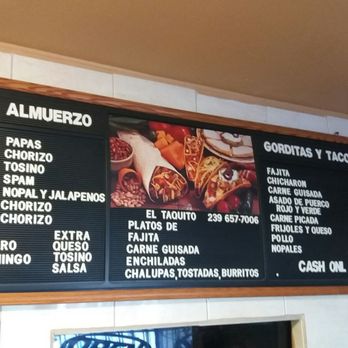 ALMUERZO
PAPAS
CHORIZO
TOSINO
SPAM
NOPAL Y JALAPENOS
CHORIZO
CHORIZO
EXTRA
QUESO
TOSINO
SALSA
EL TAQUITO 239 657-7006
PLATOS DE
FAJITA
CARNE GUISADA
ENCHILADAS
CHALUPAS,TOSTADAS,BURRITOS
GORDITAS Y TACO
FAJITA
CHICHAROM
CARNE GUISADA
ASADO DE PUERCO
ROJO Y VERDE
CARNE PICADA
FRIJOLES Y QUESO
POLLO
NOPALES
CASH ONL